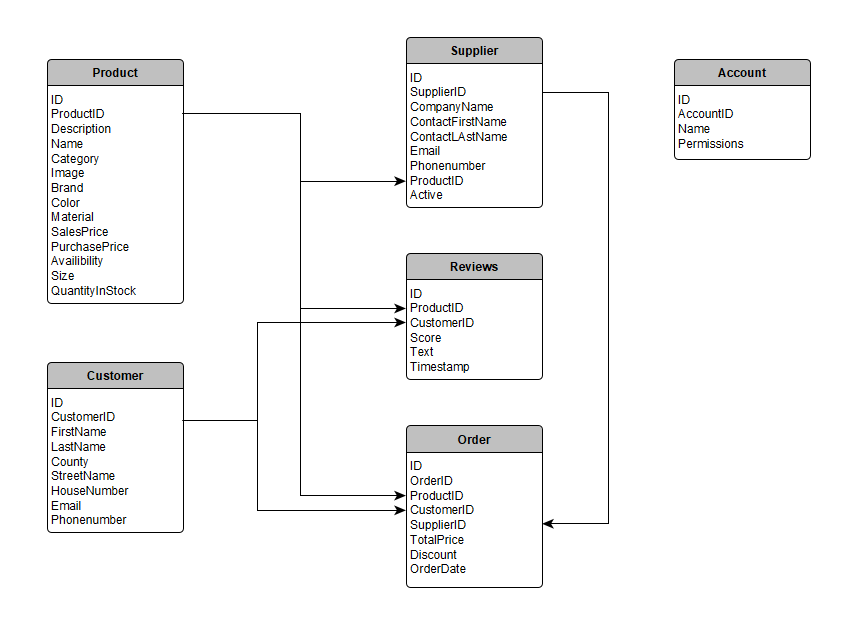 Product
ID
ProductID
Description
Name
Category
Image
Brand
Color
Material
SalesPrice
PurchasePrice
Availibility
Size
QuantityInStock
Customer
ID
CustomerID
FirstName
LastName
County
StreetName
HouseNumber
Email
Phonenumber
Supplier
ID
SupplierID
CompanyName
ContactFirstName
ContactLAstName
Email
Phonenumber
ProductID
Active
Reviews
ID
ProductID
CustomerID
Score
Text
Timestamp
Order
ID
OrderID
ProductID
CustomerID
SupplierID
TotalPrice
Discount
OrderDate
Account
ID
AccountID
Name
Permissions